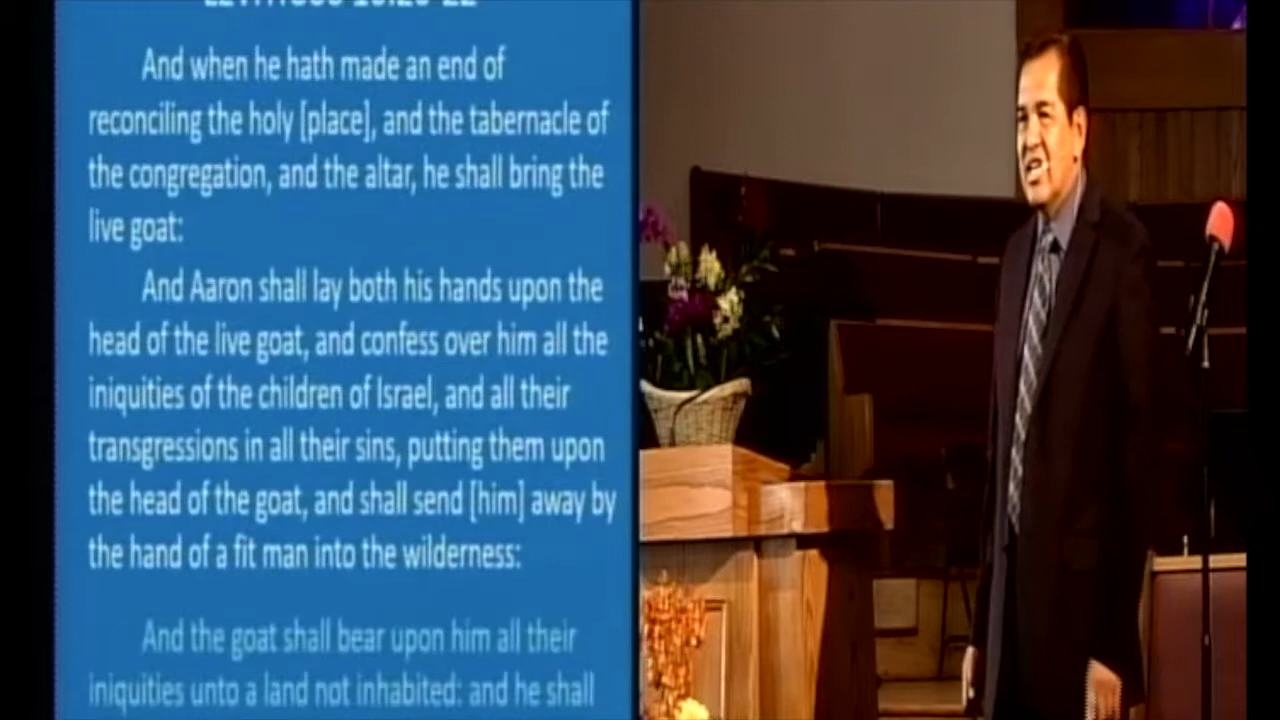 LEVITICUS 16:20-22
And when he hath made an end of
reconciling the holy [place], and the tabernacle of
the congregation, and the altar, he shall bring the
live goat:
And Aaron shall lay both his hands upon the
head of the live goat, and confess over him all the
iniquities of the children of Israel, and all their
transgressions in all their sins, putting them upon
the head of the goat, and shall send [him] away by
the hand of a fit man into the wilderness:
And the goat shall bear upon him all their
iniquities unto a land not inhabited: and he shall